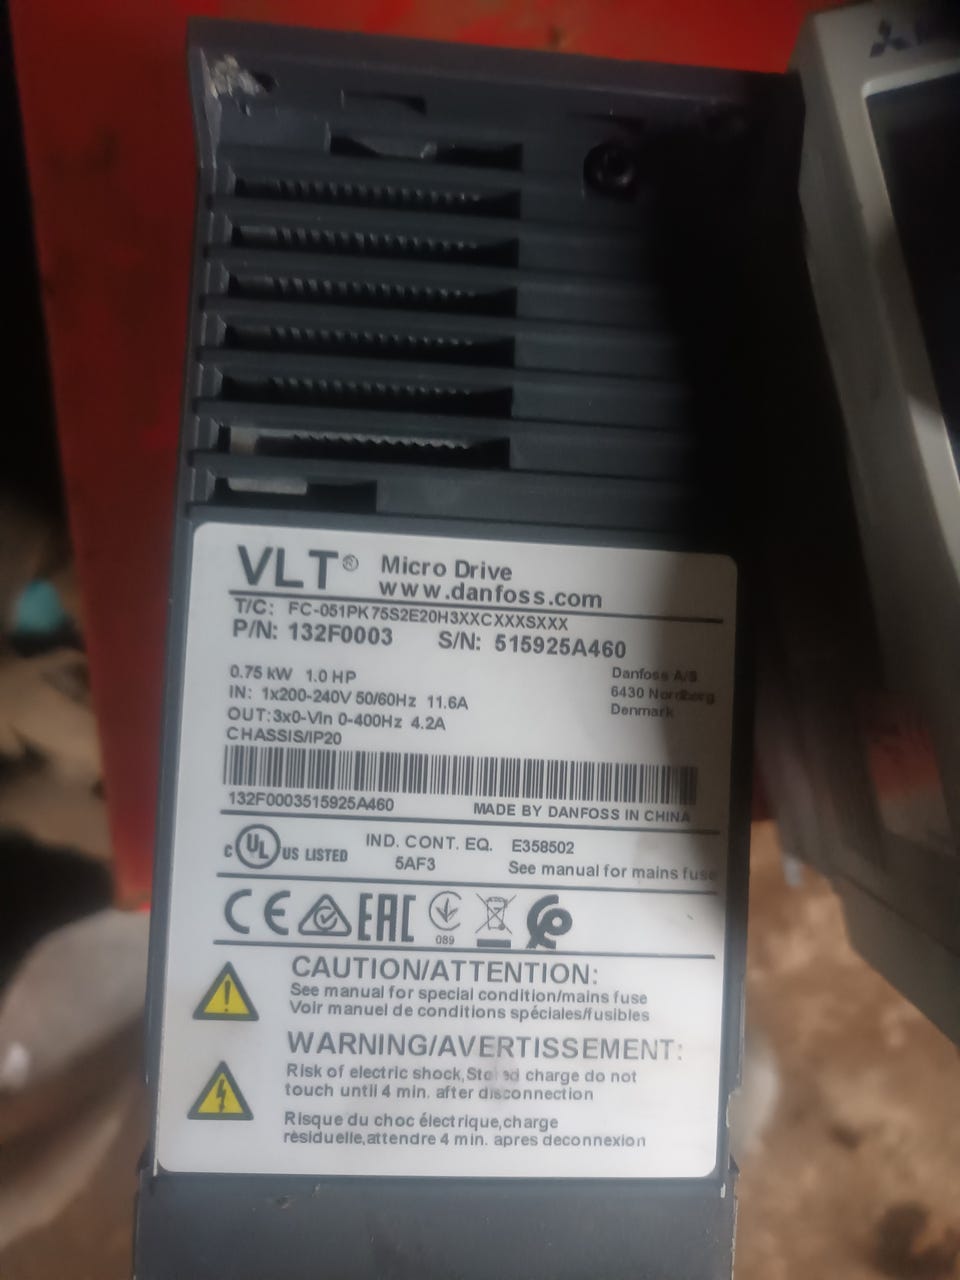 VLT® Micro Drive
www.danfoss.com
T/C: FC-051PK75S2E20H3XXCXXXSXXX
P/N: 132F0003 S/N: 515925A460
0.75 kW 1.0 HP
IN: 1x200-240V 50/60Hz 11.6A
OUT:3x0-Vin 0-400Hz 4.2A
CHASSIS/IP20
Danfoss A/S
6430 Nordborg
Denmark
132F0003515925A460 MADE BY DANFOSS IN CHINA
c UL US LISTED IND. CONT. EQ. E358502
5AF3 See manual for mains fuse
CE EAC
089
CAUTION/ATTENTION:
See manual for special condition/mains fuse
Voir manuel de conditions spéciales/fusibles
WARNING/AVERTISSEMENT:
Risk of electric shock, charge do not
touch until 4 min. after disconnection
Risque du choc électrique,charge
résiduelle,attendre 4 min. apres deconnexion